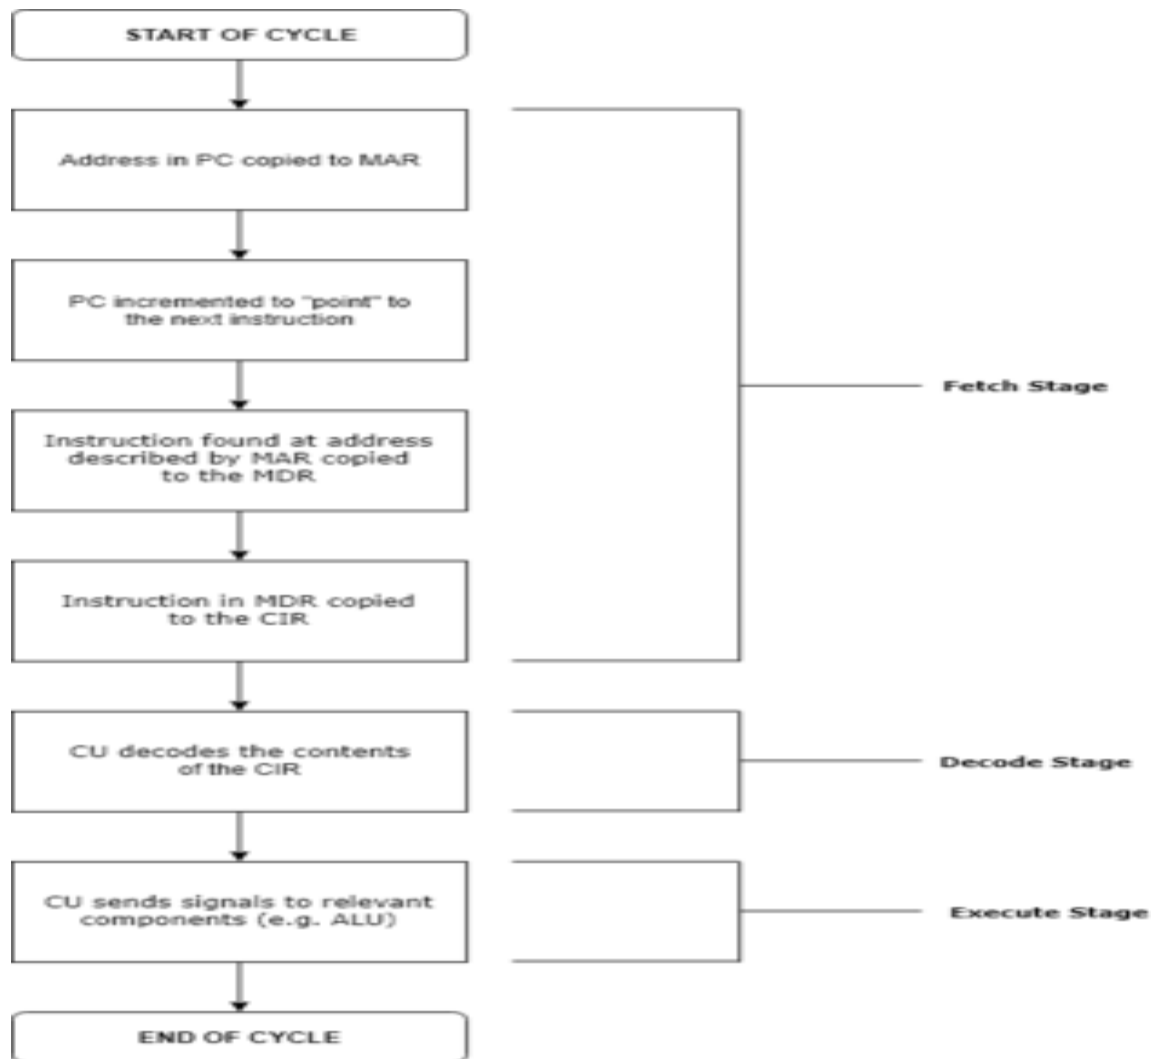 START OF CYCLE
Address in PC copied to MAR
PC incremented to "point" to
the next instruction
Instruction found at address
described by MAR copied
to the MDR
Instruction in MDR copied
to the CIR
Fetch Stage
CU decodes the contents
of the CIR
Decode Stage
CU sends signals to relevant
components (e.g. ALU)
Execute Stage
END OF CYCLE